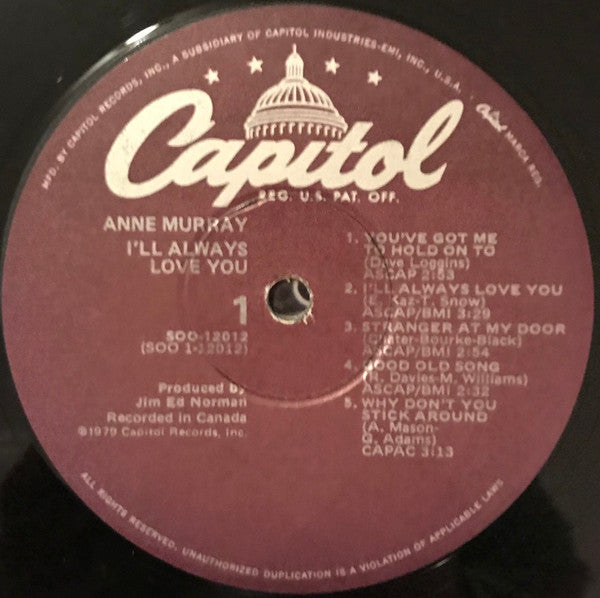 MFD. BY CAPITOL RECORDS, INC., A SUBSIDIARY OF CAPITOL INDUSTRIES-EMI, INC., U.S.A.
Capitol MARCA REG.
Capitol
REG. U.S. PAT. OFF.
ANNE MURRAY
I'LL ALWAYS
LOVE YOU
1
SOO-12012
(SOO 1-12012)
Produced by
Jim Ed Norman
Recorded in Canada
©1979 Capitol Records, Inc.
1. YOU'VE GOT ME
TO HOLD ON TO
(Dave Loggins)
ASCAP 2:53
2. I'LL ALWAYS LOVE YOU
(E. Kaz-T. Snow)
ASCAP/BMI 3:29
3. STRANGER AT MY DOOR
(Duster-Bourke-Black)
ASCAP/BMI 2:54
4. GOOD OLD SONG
(R. Davies-M. Williams)
ASCAP/BMI 2:32
5. WHY DON'T YOU
STICK AROUND
(A. Mason-
G. Adams)
CAPAC 3:13
ALL RIGHTS RESERVED. UNAUTHORIZED DUPLICATION IS A VIOLATION OF APPLICABLE LAWS